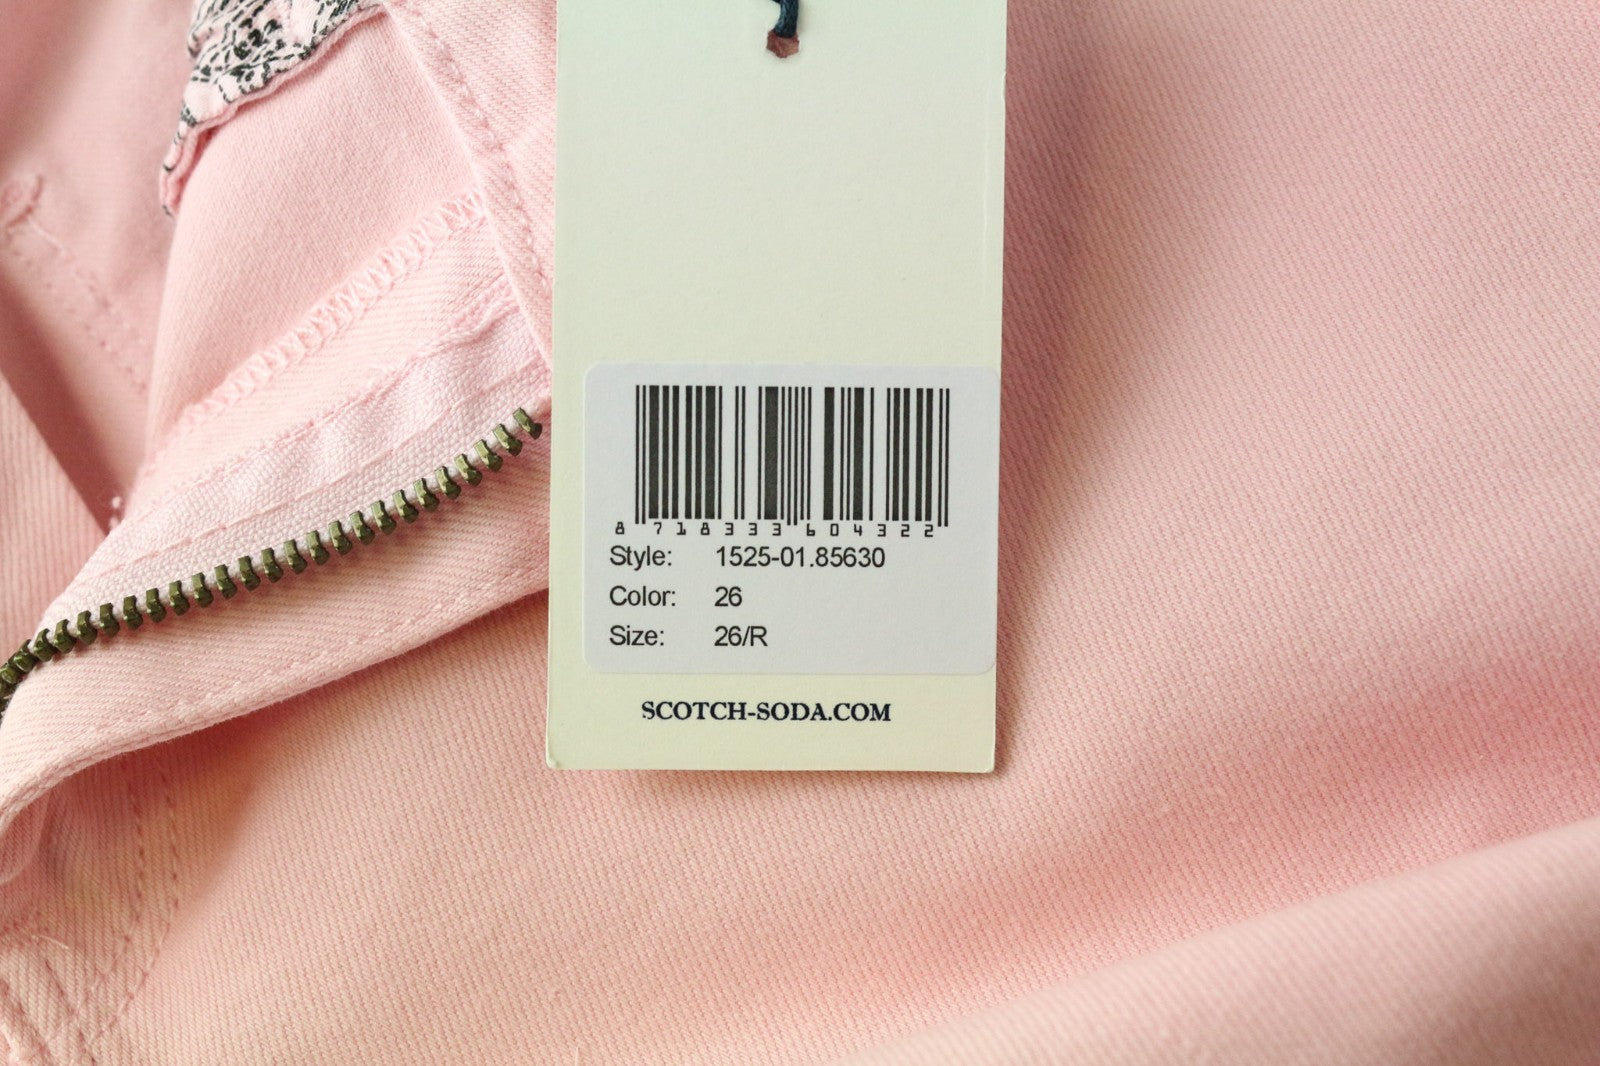 8 718333 604322
Style: 1525-01.85630
Color: 26
Size: 26/R
SCOTCH-SODA.COM